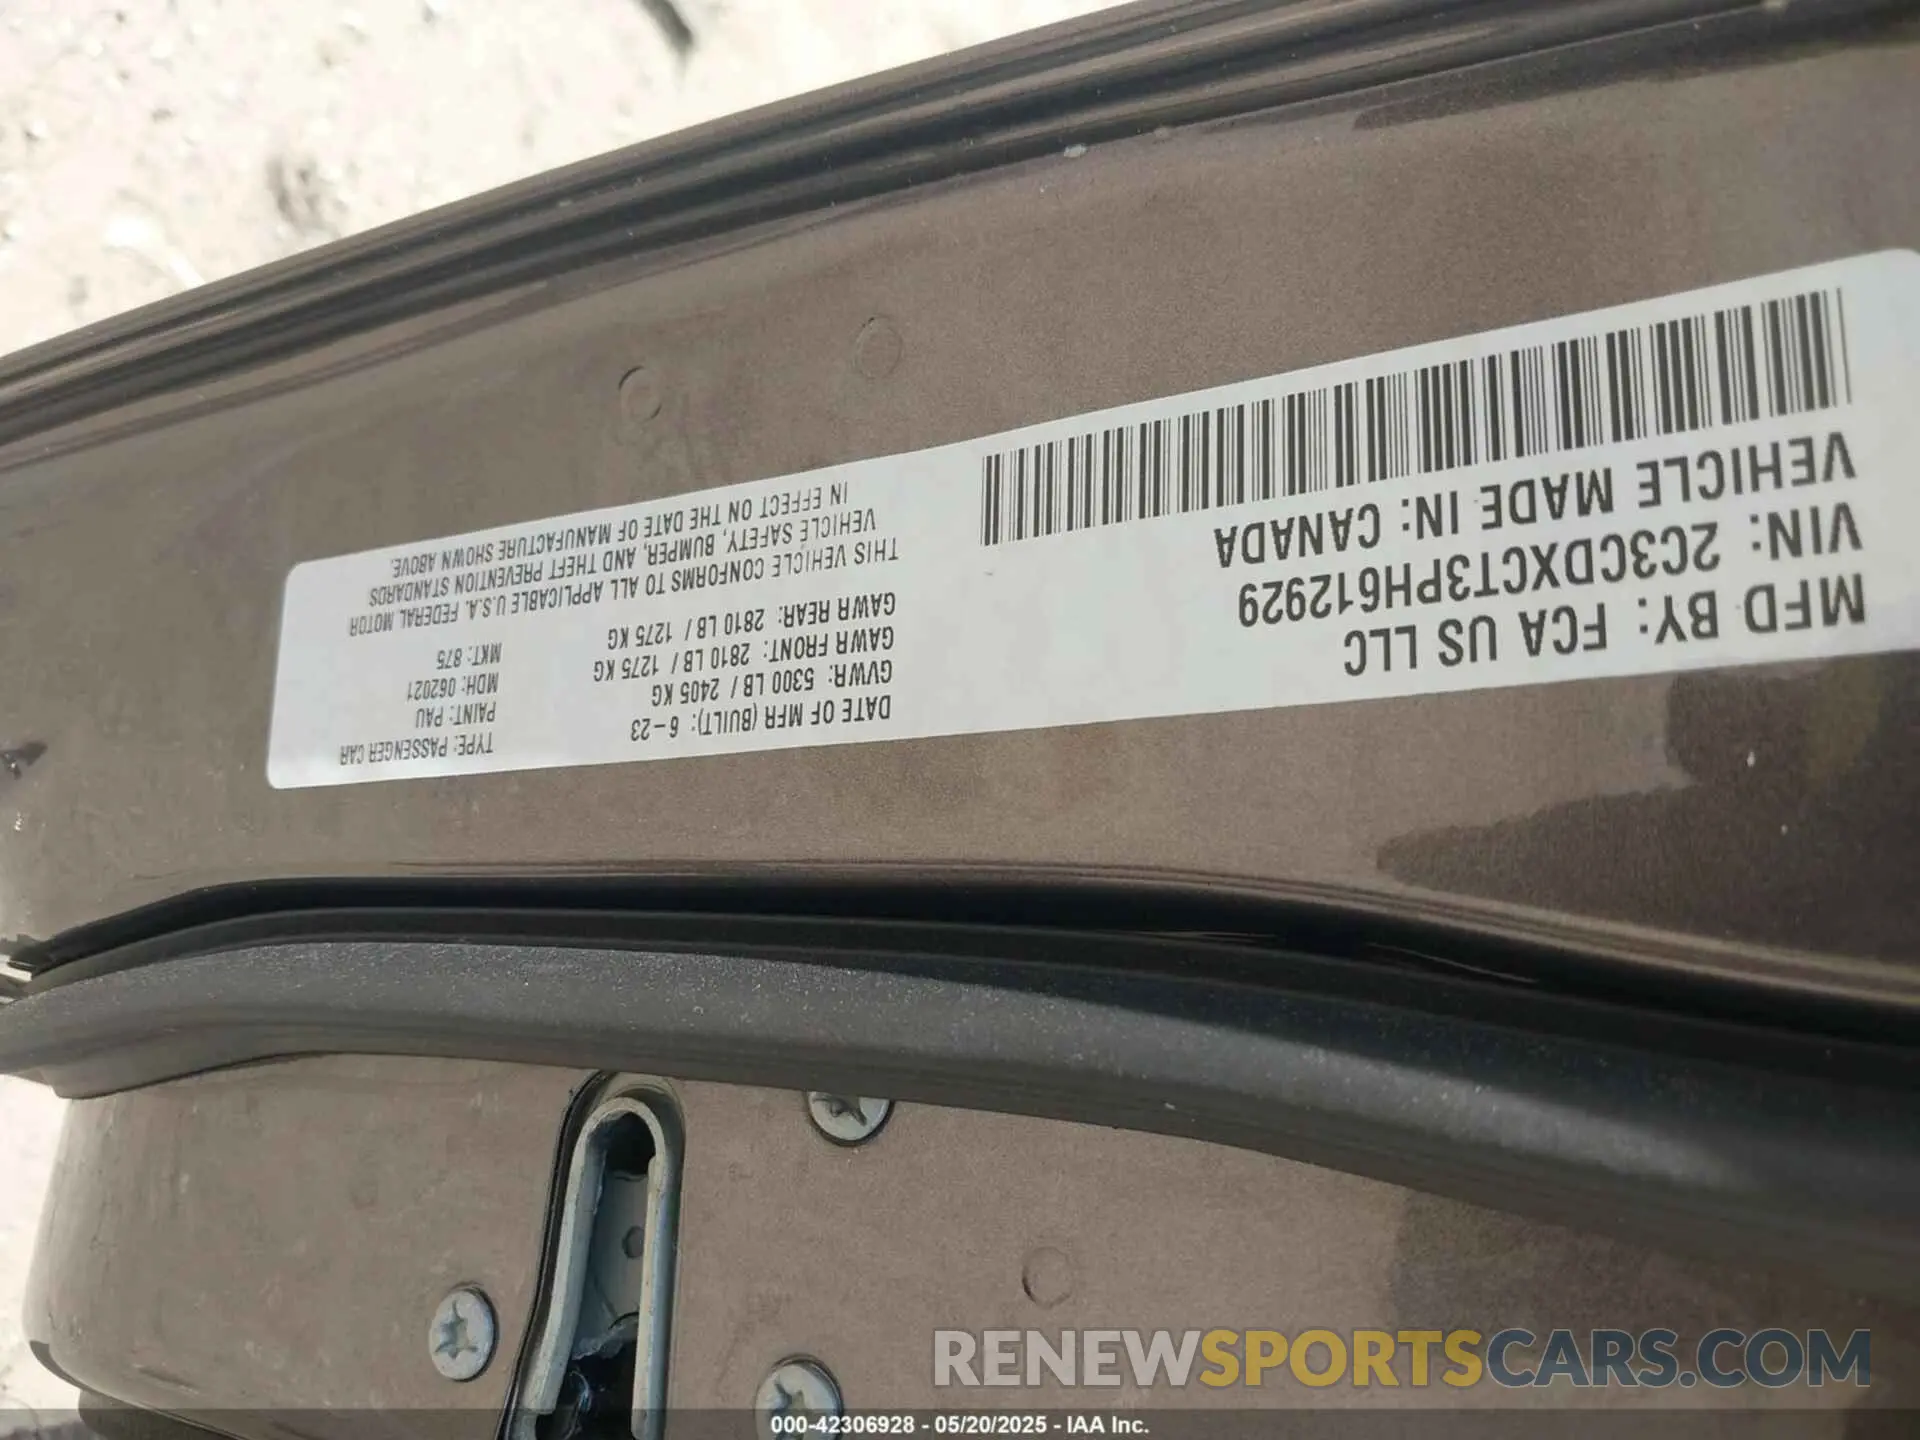 MFD BY: FCA US LLC
VIN: 2C3CDXCT3PH612929
VEHICLE MADE IN: CANADA
DATE OF MFR (BUILT): 6-23
GVWR: 5300 LB / 2405 KG
GAWR FRONT: 2810 LB / 1275 KG
GAWR REAR: 2810 LB / 1275 KG
TYPE: PASSENGER CAR
PAINT: PAU
MDH: 062021
MKT: 875
THIS VEHICLE CONFORMS TO ALL APPLICABLE U.S.A. FEDERAL MOTOR
VEHICLE SAFETY, BUMPER, AND THEFT PREVENTION STANDARDS
IN EFFECT ON THE DATE OF MANUFACTURE SHOWN ABOVE.
RENEWSPORTSCARS.COM
000-42306928 - 05/20/2025 - IAA Inc.